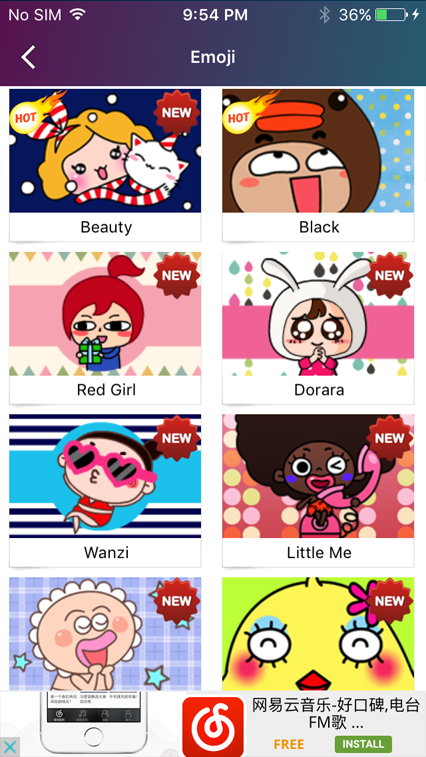 No SIM 9:54 PM 36%
Emoji
HOT NEW HOT
Beauty Black
NEW NEW
Red Girl Dorara
NEW NEW
Wanzi Little Me
NEW NEW
网易云音乐-好口碑,电台
FM歌 ...
FREE INSTALL